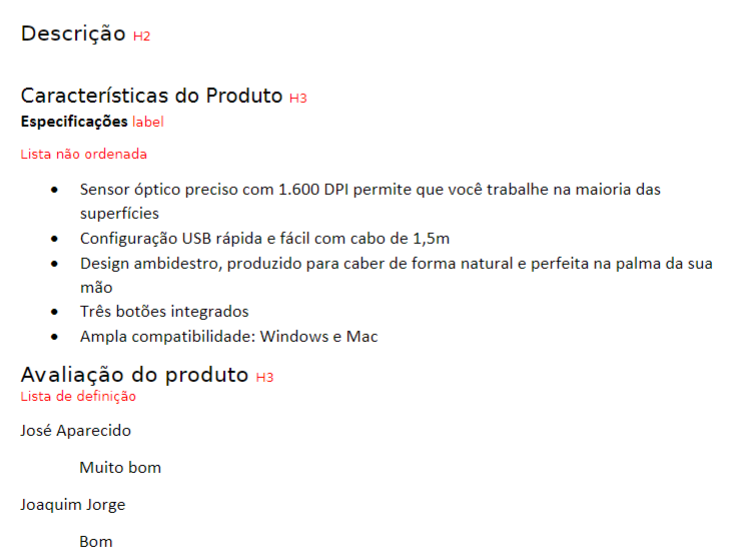 Descrição H2
Características do Produto H3
Especificações label
Lista não ordenada
• Sensor óptico preciso com 1.600 DPI permite que você trabalhe na maioria das
superfícies
• Configuração USB rápida e fácil com cabo de 1,5m
• Design ambidestro, produzido para caber de forma natural e perfeita na palma da sua
mão
• Três botões integrados
• Ampla compatibilidade: Windows e Mac
Avaliação do produto H3
Lista de definição
José Aparecido
Muito bom
Joaquim Jorge
Bom